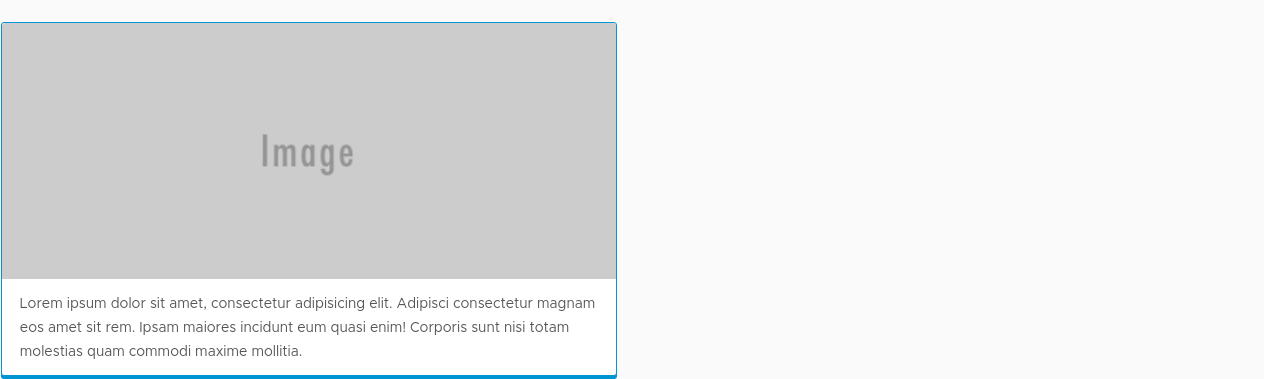 Image
Lorem ipsum dolor sit amet, consectetur adipisicing elit. Adipisci consectetur magnam
eos amet sit rem. Ipsam maiores incidunt eum quasi enim! Corporis sunt nisi totam
molestias quam commodi maxime mollitia.